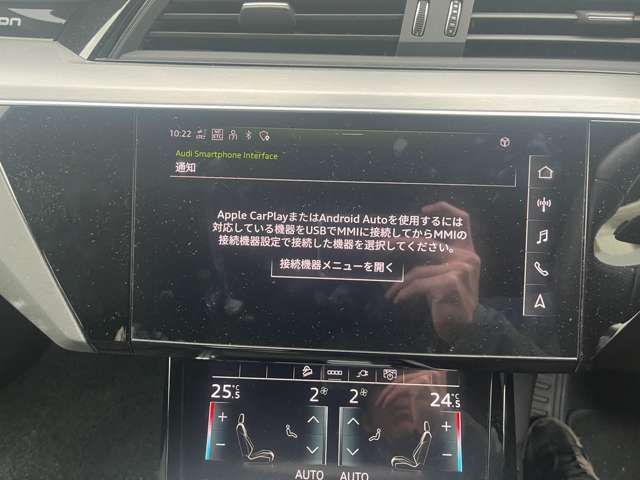 on
10:22
Audi Smartphone Interface
通知
Apple CarPlayまたはAndroid Autoを使用するには
対応している機器をUSBでMMIに接続してからMMIの
接続機器設定で接続した機器を選択してください。
接続機器メニューを開く
25.5°C 2 2 24.5°C
AUTO AUTO